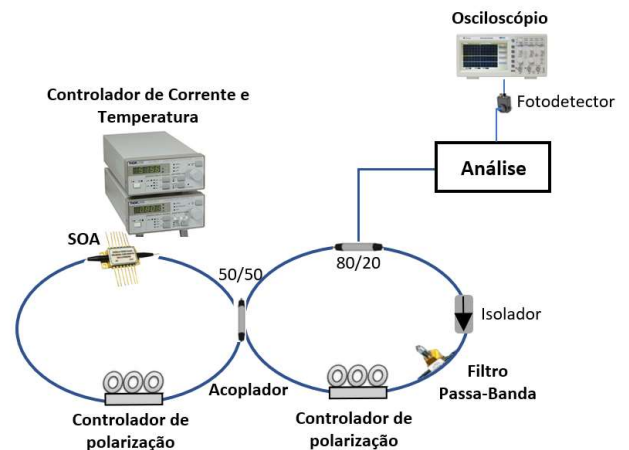 Osciloscópio
Fotodetector
Controlador de Corrente e
Temperatura
Análise
SOA
50/50
80/20
Isolador
Acoplador
Filtro
Passa-Banda
Controlador de
polarização
Controlador de
polarização